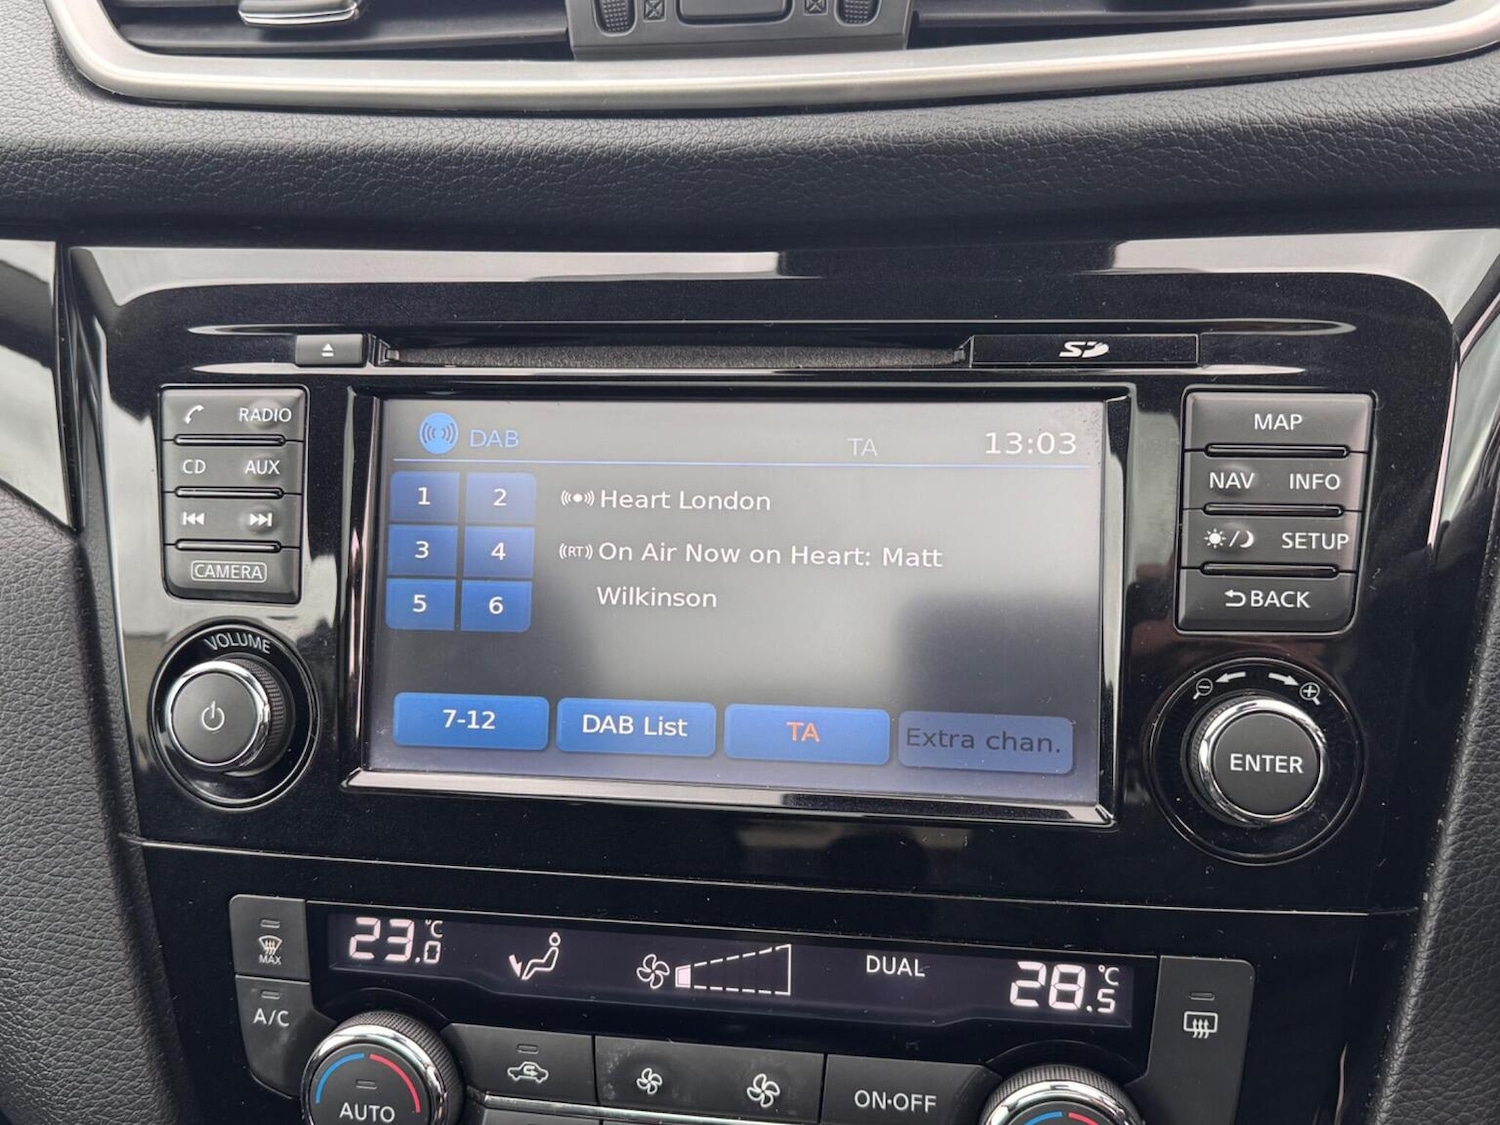 SD
RADIO
CD AUX
CAMERA
VOLUME
DAB TA 13:03
1 2
3 4
5 6
Heart London
(RT) On Air Now on Heart: Matt
Wilkinson
7-12 DAB List TA Extra chan.
MAP
NAV INFO
SETUP
BACK
ENTER
MAX
A/C
23.0°C DUAL 28.5°C
AUTO
ON·OFF